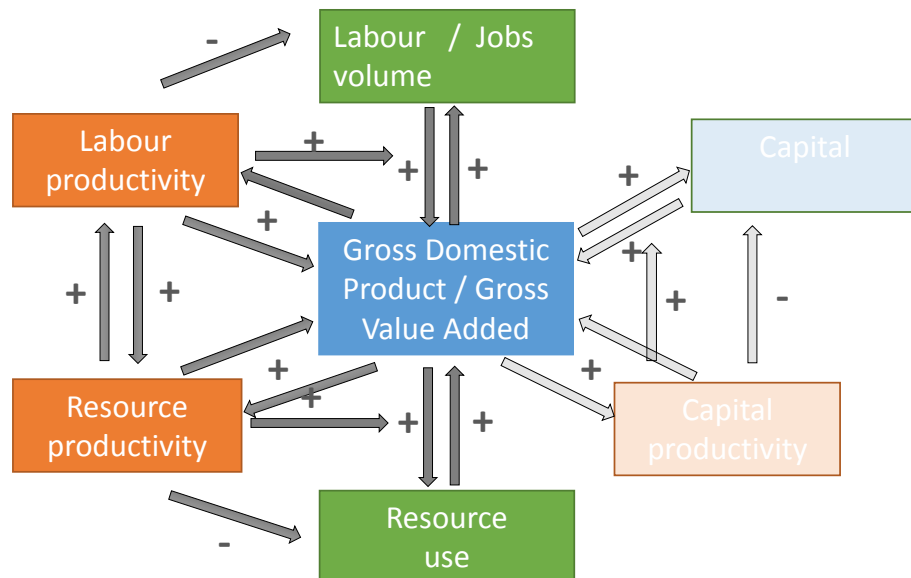 -
Labour / Jobs
volume
Labour
productivity
+
+
+
Capital
+
+
+
Gross Domestic
Product / Gross
Value Added
+
+
+
-
+
+
+
+
+
+
Resource
productivity
Capital
productivity
-
Resource
use